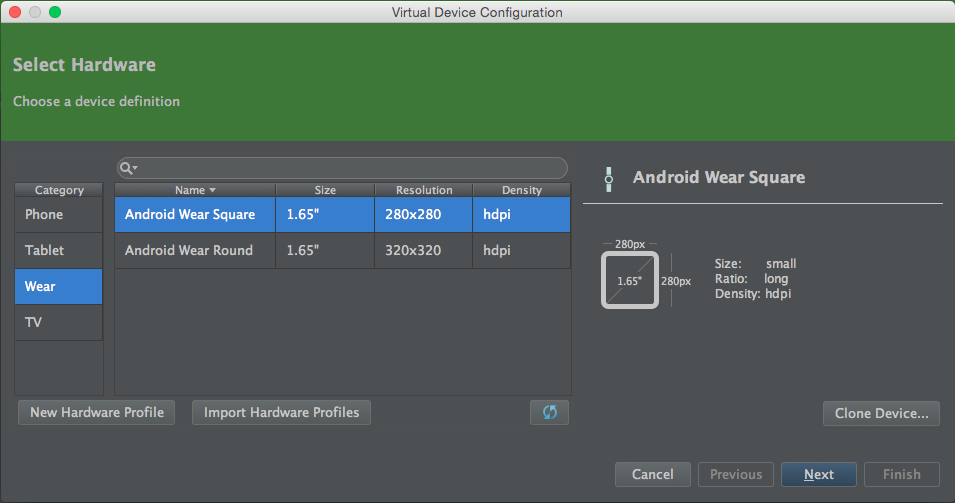 Virtual Device Configuration
Select Hardware
Choose a device definition
Category
Phone
Tablet
Wear
TV
Name Size Resolution Density
Android Wear Square 1.65" 280x280 hdpi
Android Wear Round 1.65" 320x320 hdpi
Android Wear Square
280px
1.65"
280px
Size: small
Ratio: long
Density: hdpi
New Hardware Profile
Import Hardware Profiles
Clone Device...
Cancel
Previous
Next
Finish